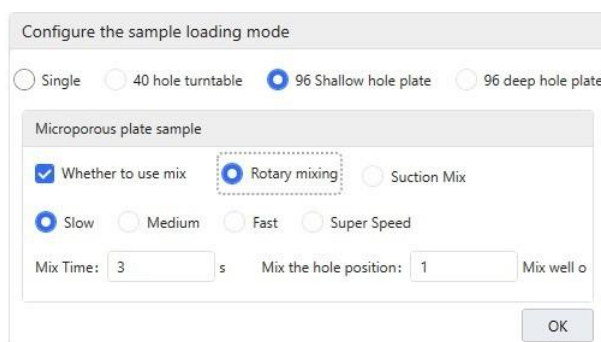 Configure the sample loading mode
Single 40 hole turntable 96 Shallow hole plate 96 deep hole plate
Microporous plate sample
Whether to use mix Rotary mixing Suction Mix
Slow Medium Fast Super Speed
Mix Time: 3 s Mix the hole position: 1 Mix well o
OK